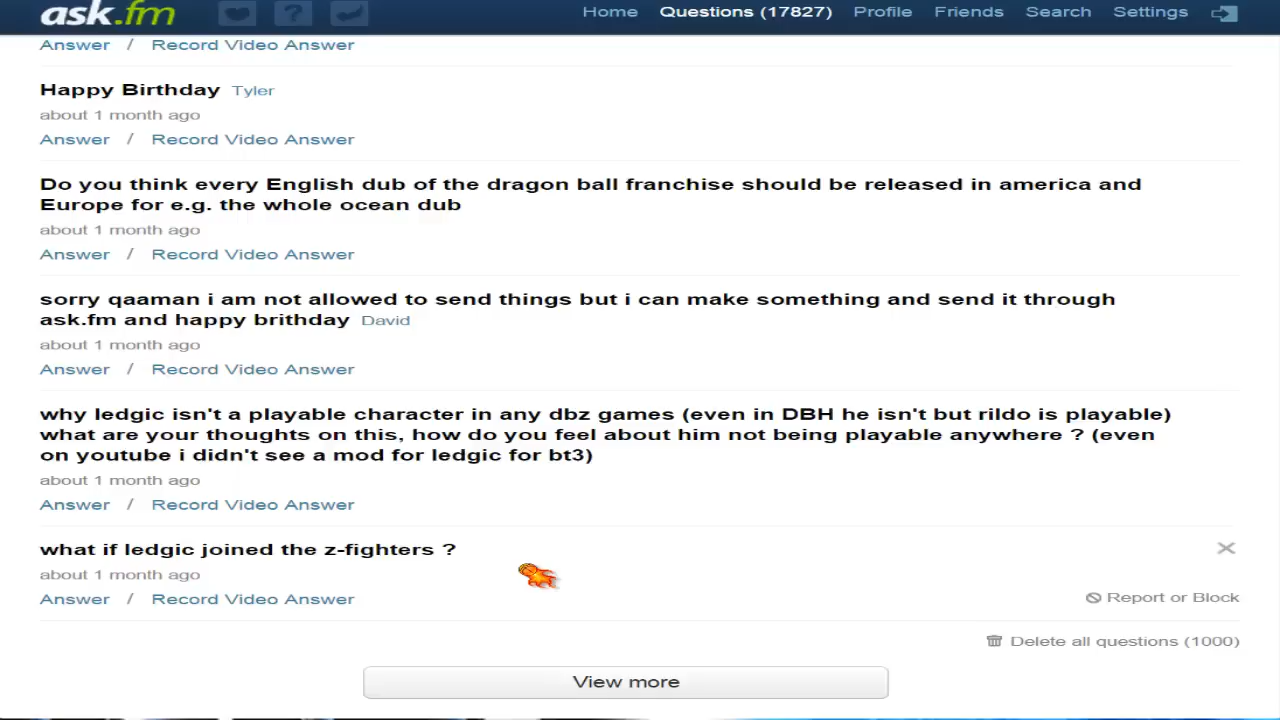 ask.fm ? Home Questions (17827) Profile Friends Search Settings
Answer / Record Video Answer
Happy Birthday Tyler
about 1 month ago
Answer / Record Video Answer
Do you think every English dub of the dragon ball franchise should be released in america and
Europe for e.g. the whole ocean dub
about 1 month ago
Answer / Record Video Answer
sorry qaaman i am not allowed to send things but i can make something and send it through
ask.fm and happy brithday David
about 1 month ago
Answer / Record Video Answer
why ledgic isn't a playable character in any dbz games (even in DBH he isn't but rildo is playable)
what are your thoughts on this, how do you feel about him not being playable anywhere ? (even
on youtube i didn't see a mod for ledgic for bt3)
about 1 month ago
Answer / Record Video Answer
what if ledgic joined the z-fighters ?
about 1 month ago
Answer / Record Video Answer Report or Block
Delete all questions (1000)
View more